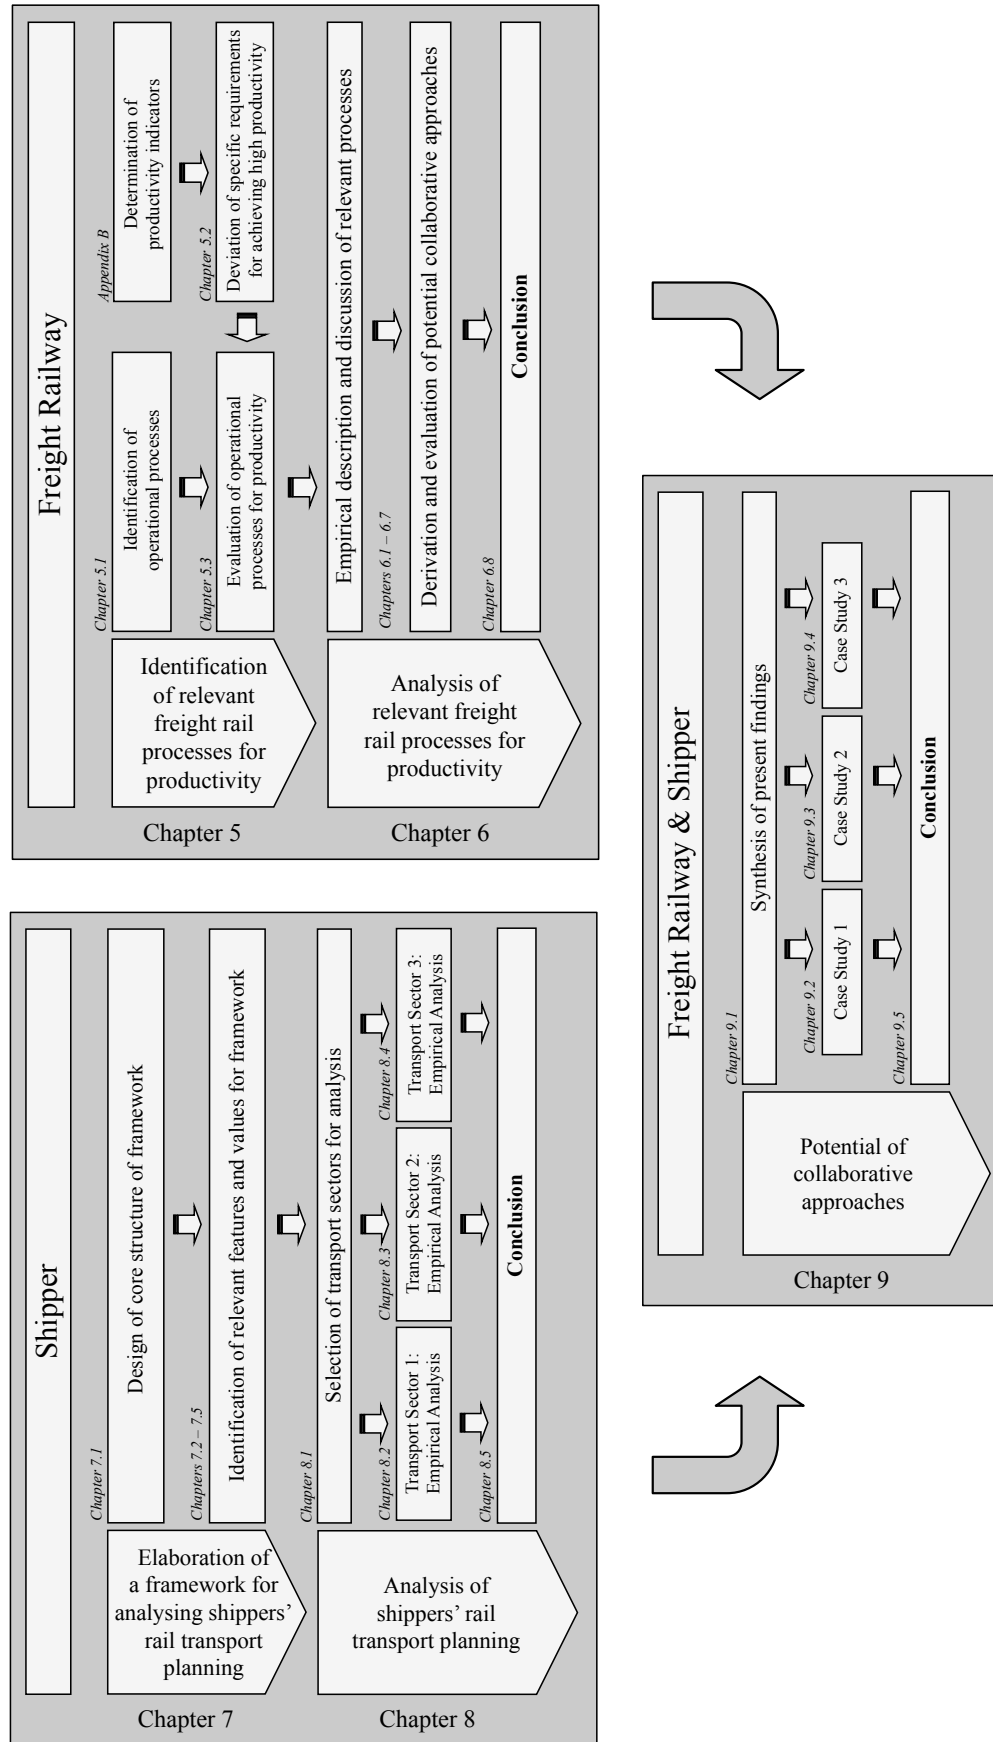 Shipper
Chapter 7
Elaboration of
a framework for
analysing shippers’
rail transport
planning
Chapter 7.1
Design of core structure of framework
Chapters 7.2 – 7.5
Identification of relevant features and values for framework
Chapter 8
Analysis of
shippers’ rail
transport planning
Chapter 8.1
Selection of transport sectors for analysis
Chapter 8.2
Transport Sector 1:
Empirical Analysis
Chapter 8.3
Transport Sector 2:
Empirical Analysis
Chapter 8.4
Transport Sector 3:
Empirical Analysis
Chapter 8.5
Conclusion
Freight Railway
Chapter 5
Identification
of relevant
freight rail
processes for
productivity
Chapter 5.1
Identification of
operational processes
Appendix B
Determination of
productivity indicators
Chapter 5.3
Evaluation of operational
processes for productivity
Chapter 5.2
Deviation of specific requirements
for achieving high productivity
Chapter 6
Analysis of
relevant freight
rail processes for
productivity
Empirical description and discussion of relevant processes
Chapters 6.1 – 6.7
Derivation and evaluation of potential collaborative approaches
Chapter 6.8
Conclusion
Freight Railway & Shipper
Chapter 9
Potential of
collaborative
approaches
Chapter 9.1
Synthesis of present findings
Chapter 9.2
Case Study 1
Chapter 9.3
Case Study 2
Chapter 9.4
Case Study 3
Chapter 9.5
Conclusion